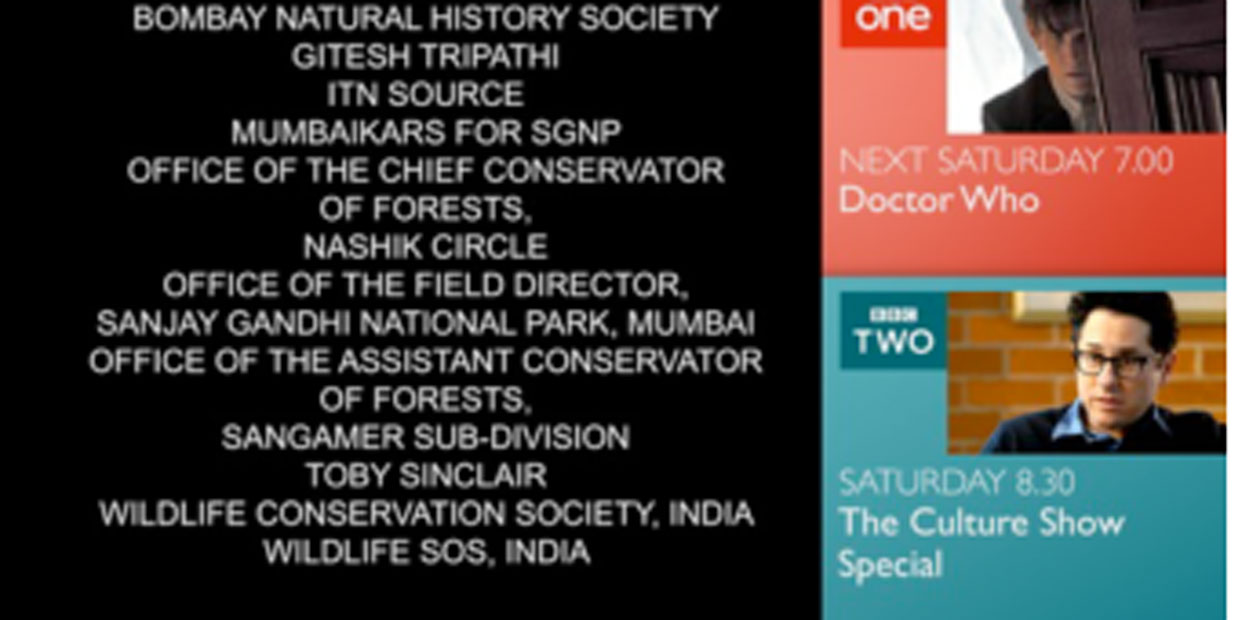 BOMBAY NATURAL HISTORY SOCIETY
GITESH TRIPATHI
ITN SOURCE
MUMBAIKARS FOR SGNP
OFFICE OF THE CHIEF CONSERVATOR
OF FORESTS,
NASHIK CIRCLE
OFFICE OF THE FIELD DIRECTOR,
SANJAY GANDHI NATIONAL PARK, MUMBAI
OFFICE OF THE ASSISTANT CONSERVATOR
OF FORESTS,
SANGAMER SUB-DIVISION
TOBY SINCLAIR
WILDLIFE CONSERVATION SOCIETY, INDIA
WILDLIFE SOS, INDIA
one
NEXT SATURDAY 7.00
Doctor Who
BBC
TWO
SATURDAY 8.30
The Culture Show
Special